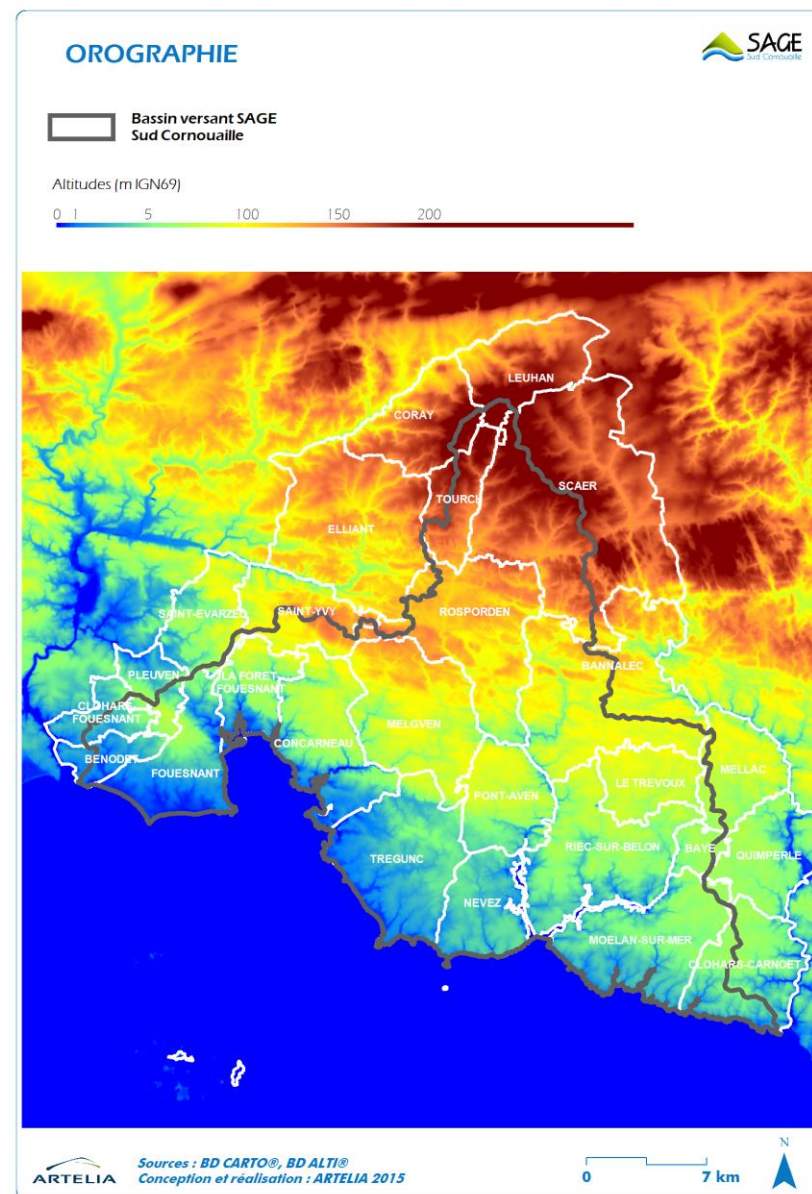 OROGRAPHIE
SAGE
Sud Cornouaille
Bassin versant SAGE
Sud Cornouaille
Altitudes (m IGN69)
0 1 5 100 150 200
LEUHAN
CORAY
SCAER
TOURCH
ELLIANT
SAINT-EVARZEC
SAINT-YVY
ROSPORDEN
BANNALEC
PLEUVEN
LA FORET
FOUESNANT
CLOHARS
FOUESNANT
MELGVEN
CONCARNEAU
BENODET
FOUESNANT
MELLAC
LE TREVOUX
PONT-AVEN
RIEC-SUR-BELON
BAYE
QUIMPERLE
TREGUNC
NEVEZ
MOELAN-SUR-MER
CLOHARS-CARNOET
ARTELIA
Sources : BD CARTO®, BD ALTI®
Conception et réalisation : ARTELIA 2015
0 7 km
N